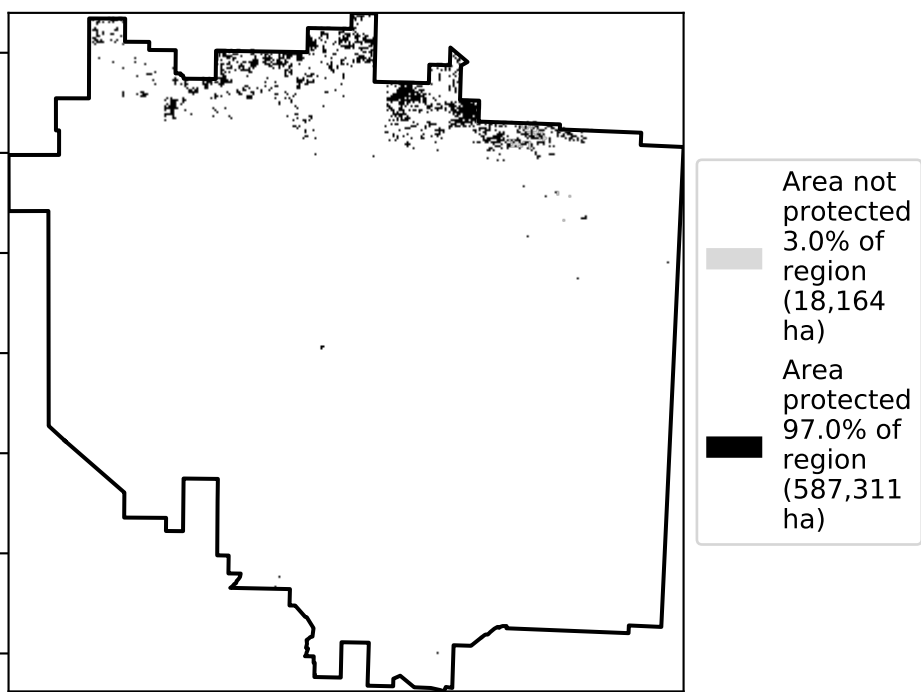 Area not
protected
3.0% of
region
(18,164
ha)
Area
protected
97.0% of
region
(587,311
ha)